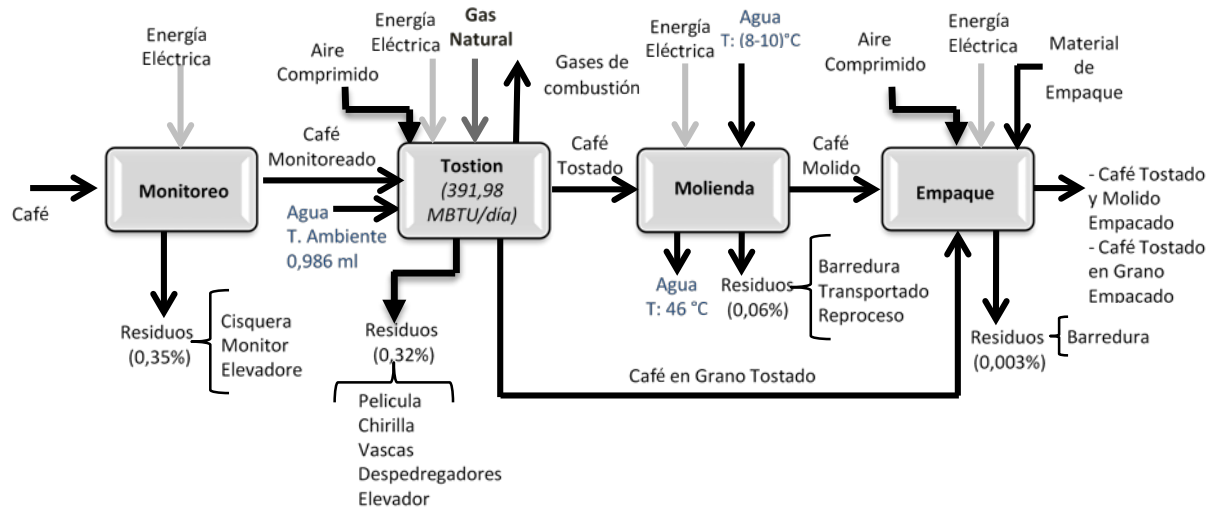 Energía
Eléctrica
Aire
Comprimido
Energía
Eléctrica
Gas
Natural
Gases de
combustión
Energía
Eléctrica
Agua
T: (8-10)°C
Aire
Comprimido
Energía
Eléctrica
Material
de
Empaque
Café
Monitoreo
Café
Monitoreado
Agua
T. Ambiente
0,986 ml
Tostion
(391,98
MBTU/día)
Café
Tostado
Molienda
Café
Molido
Empaque
- Café Tostado
y Molido
Empacado
- Café Tostado
en Grano
Empacado
Residuos
(0,35%)
Cisquera
Monitor
Elevadore
Residuos
(0,32%)
Pelicula
Chirilla
Vascas
Despedregadores
Elevador
Agua
T: 46 °C
Residuos
(0,06%)
Barredura
Transportado
Reproceso
Residuos
(0,003%)
Barredura
Café en Grano Tostado